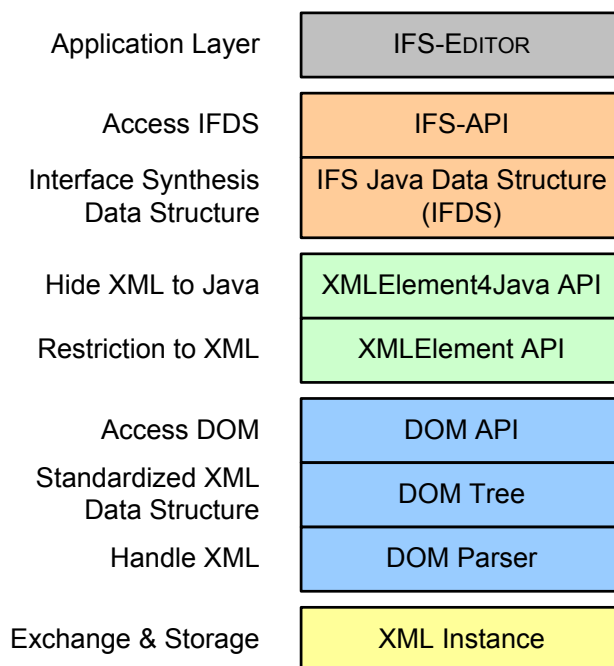 Application Layer IFS-EDITOR
Access IFDS IFS-API
Interface Synthesis
Data Structure
IFS Java Data Structure
(IFDS)
Hide XML to Java XMLElement4Java API
Restriction to XML XMLElement API
Access DOM DOM API
Standardized XML
Data Structure
DOM Tree
Handle XML DOM Parser
Exchange & Storage XML Instance